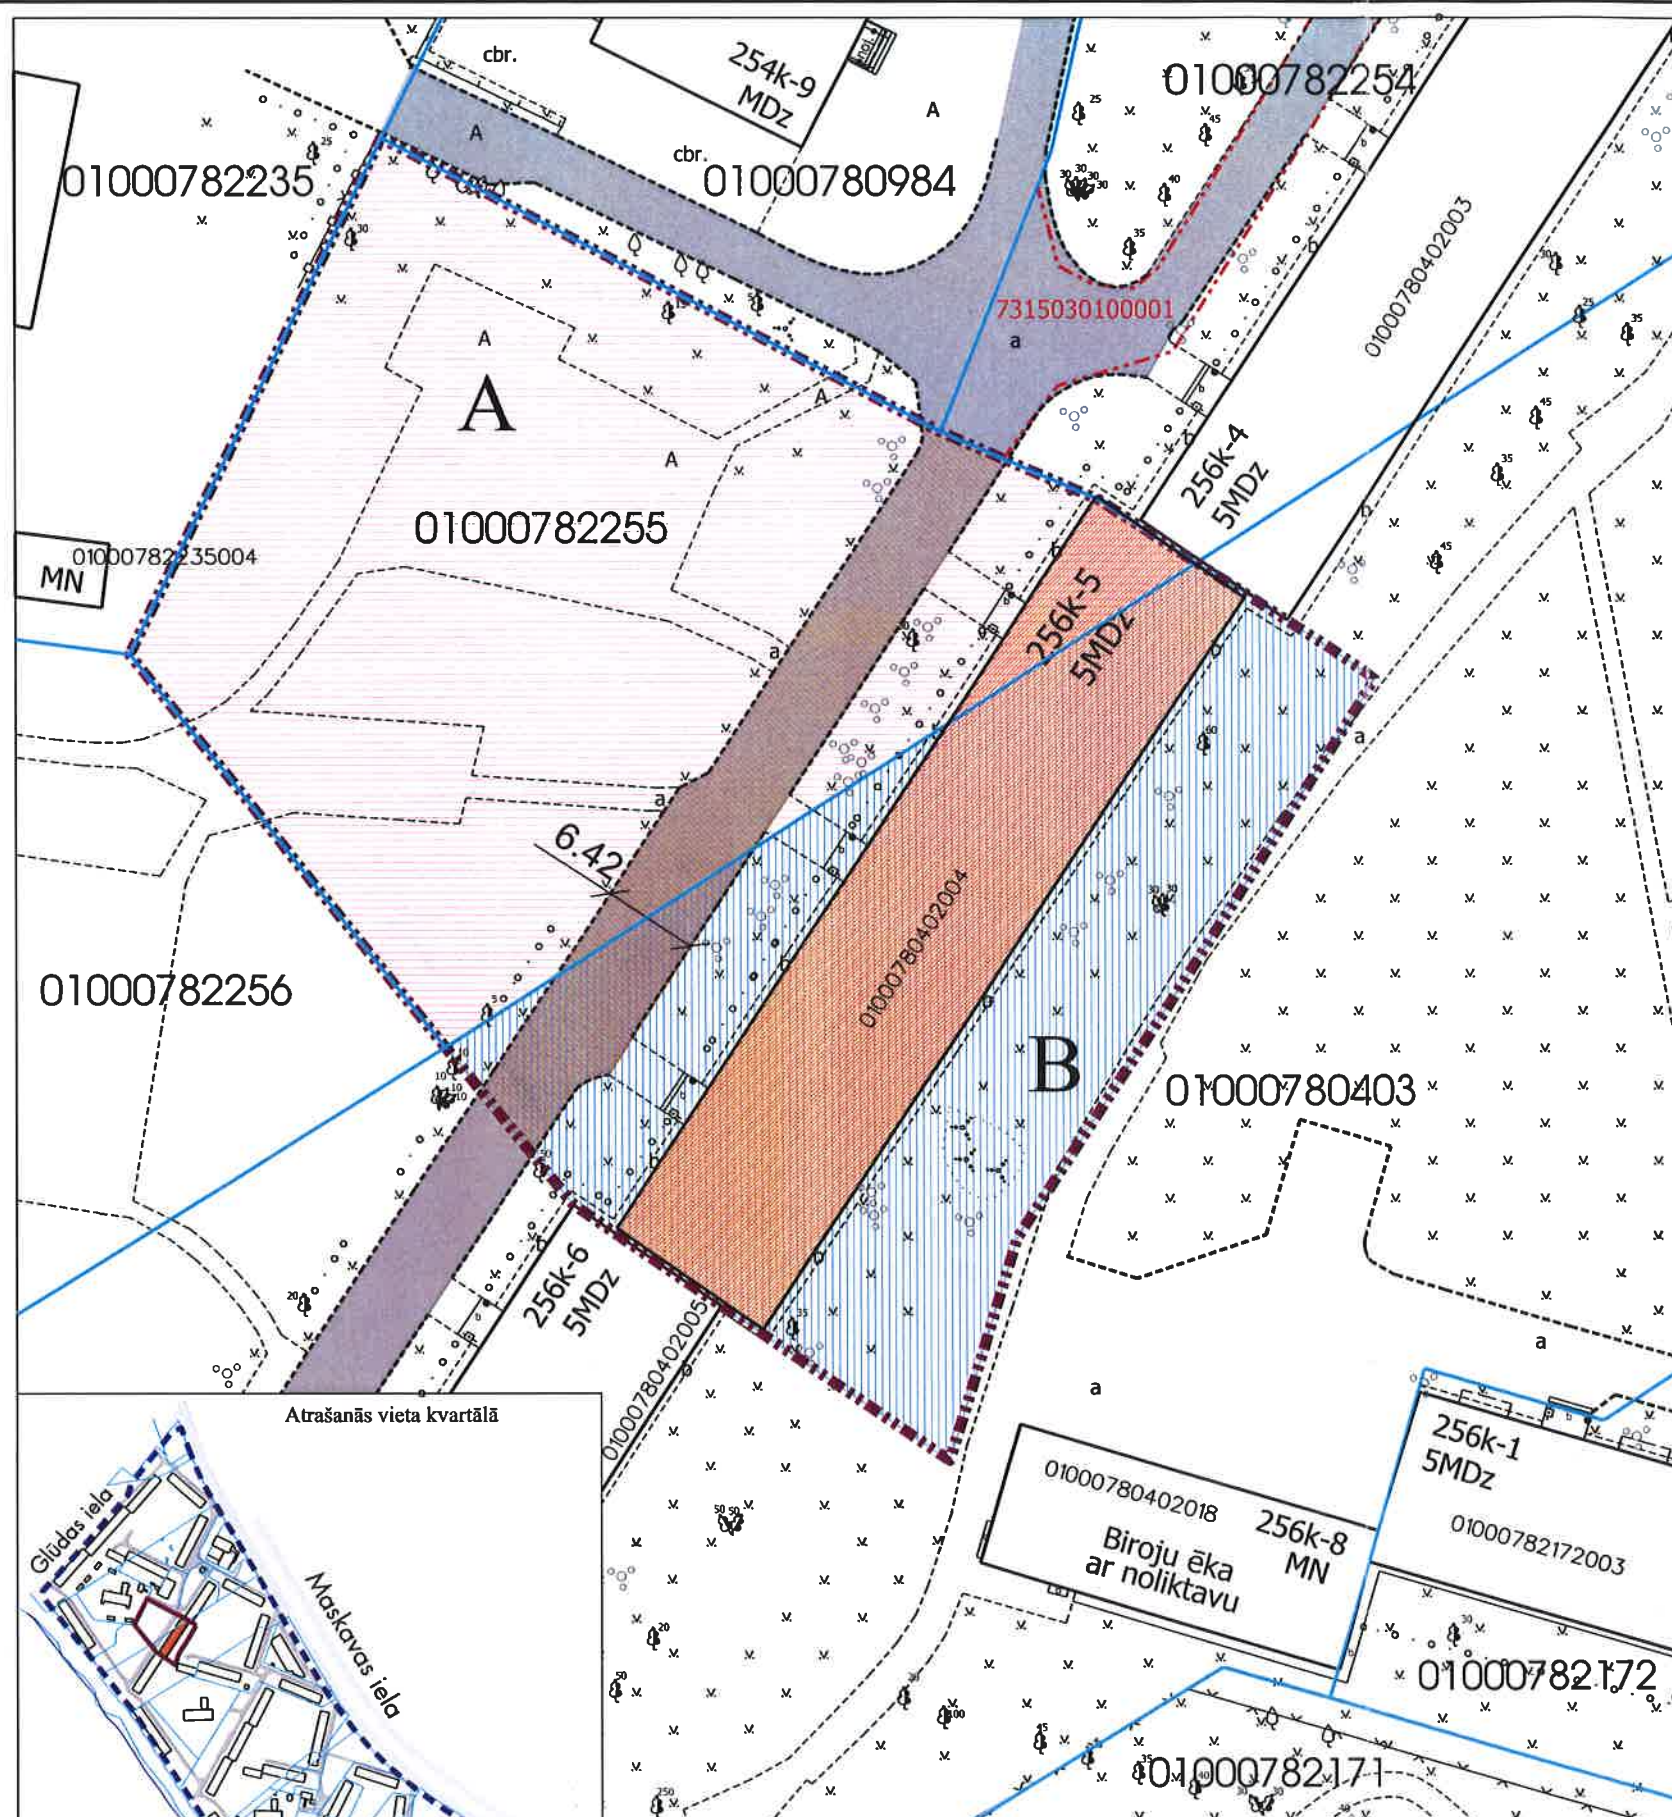 cbr.
254k-9
MDz
nol.
A
01000782254
A
cbr.
01000782235
01000780984
01000780402003
7315030100001
a
A
A
A
A
256k-4
5MDz
01000782255
01000782235004
MN
256k-5
5MDz
a
a
a
6.42
01000780402004
01000782256
B
01000780403
256k-6
5MDz
01000780402005
a
a
Atrašanās vieta kvartālā
Glūdas iela
Maskavas iela
256k-1
5MDz
01000780402018
256k-8
MN
Biroju ēka
ar noliktavu
01000782172003
01000782172
01000782171